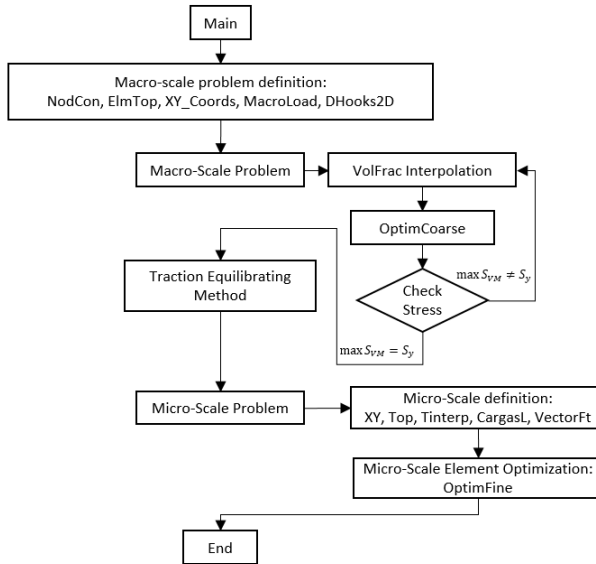 Main
Macro-scale problem definition:
NodCon, ElmTop, XY_Coords, MacroLoad, DHooks2D
Macro-Scale Problem
VolFrac Interpolation
OptimCoarse
Check
Stress
max S_VM ≠ S_y
max S_VM = S_y
Traction Equilibrating
Method
Micro-Scale Problem
Micro-Scale definition:
XY, Top, Tinterp, CargasL, VectorFt
Micro-Scale Element Optimization:
OptimFine
End